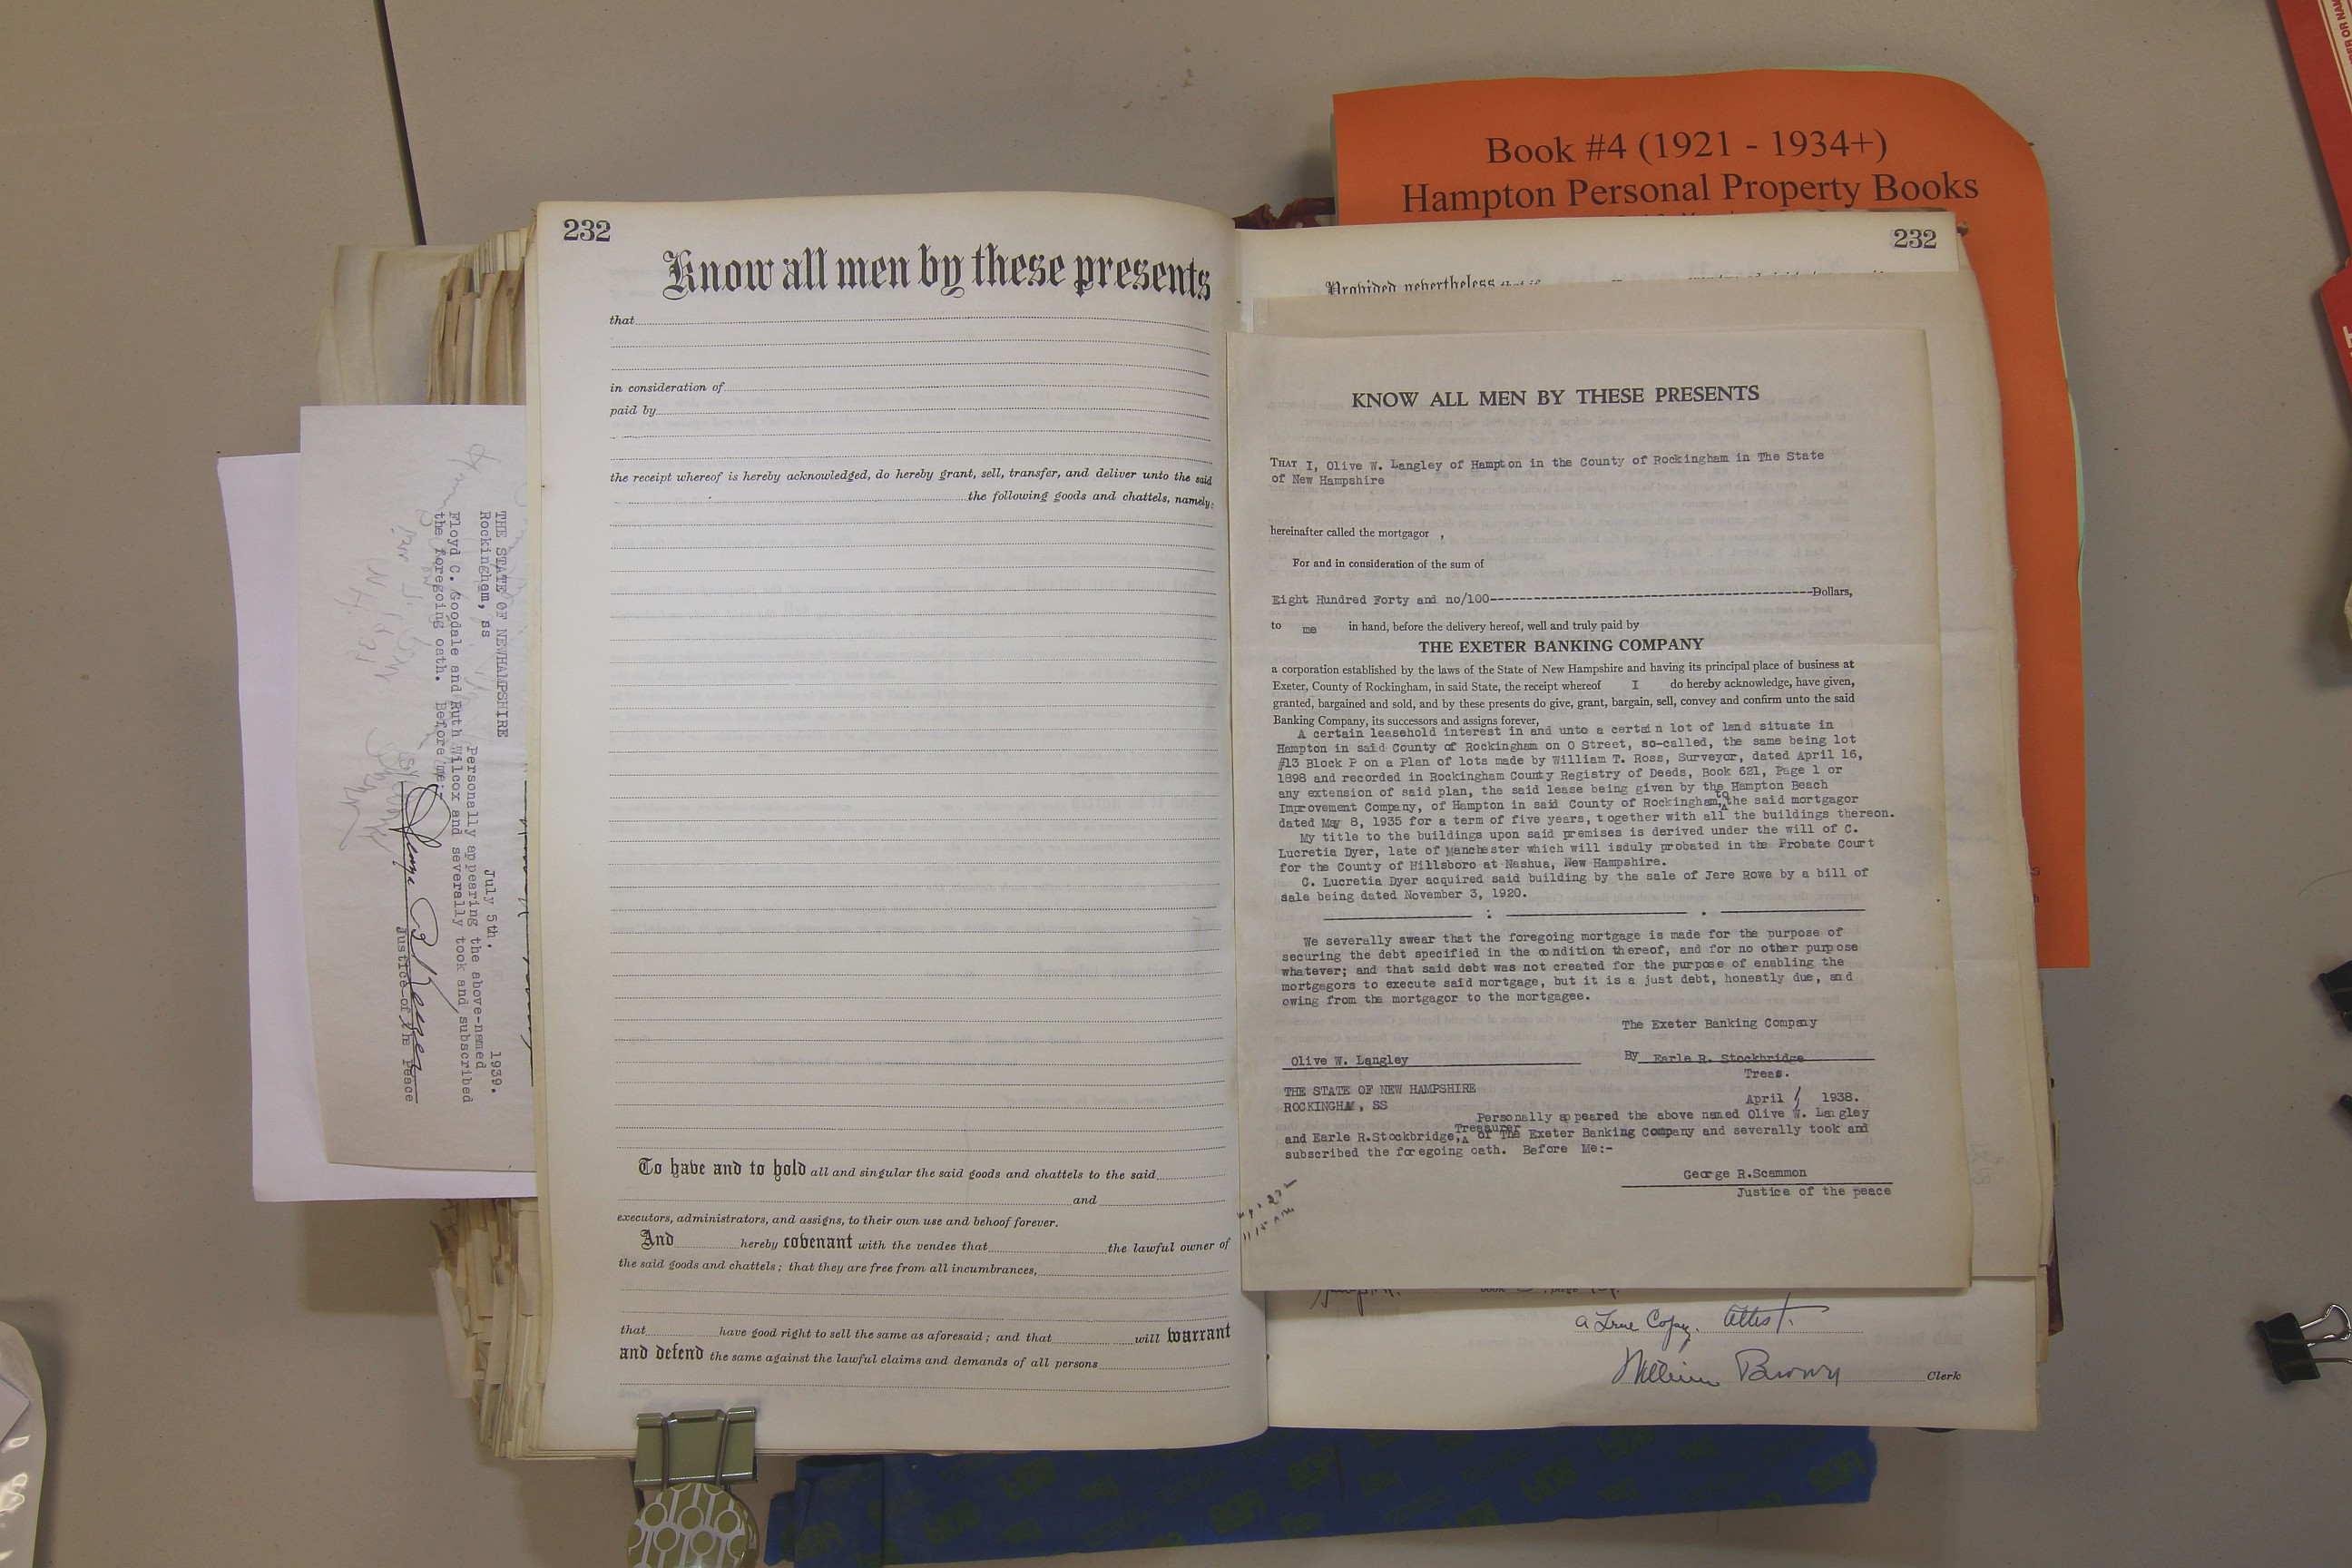 Book #4 (1921 - 1934+)
Hampton Personal Property Books
232
Know all men by these presents
that
in consideration of
paid by
the receipt whereof is hereby acknowledged, do hereby grant, sell, transfer, and deliver unto the said
the following goods and chattels, namely:
To have and to hold all and singular the said goods and chattels to the said
and
executors, administrators, and assigns, to their own use and behoof forever.
And hereby covenant with the vendee that the lawful owner of
the said goods and chattels; that they are free from all incumbrances,
that have good right to sell the same as aforesaid; and that will warrant
and defend the same against the lawful claims and demands of all persons
232
Provided nevertheless
KNOW ALL MEN BY THESE PRESENTS
THAT I, Olive W. Langley of Hampton in the County of Rockingham in The State
of New Hampshire
hereinafter called the mortgagor ,
For and in consideration of the sum of
Eight Hundred Forty and no/100----------------------------------------Dollars,
to me in hand, before the delivery hereof, well and truly paid by
THE EXETER BANKING COMPANY
a corporation established by the laws of the State of New Hampshire and having its principal place of business at
Exeter, County of Rockingham, in said State, the receipt whereof I do hereby acknowledge, have given,
granted, bargained and sold, and by these presents do give, grant, bargain, sell, convey and confirm unto the said
Banking Company, its successors and assigns forever,
A certain leasehold interest in and unto a certain lot of land situate in
Hampton in said County of Rockingham on O Street, so-called, the same being lot
#13 Block P on a Plan of lots made by William T. Ross, Surveyor, dated April 16,
1898 and recorded in Rockingham County Registry of Deeds, Book 621, Page 1 or
any extension of said plan, the said lease being given by the Hampton Beach
Improvement Company, of Hampton in said County of Rockingham, to the said mortgagor
dated May 8, 1935 for a term of five years, together with all the buildings thereon.
My title to the buildings upon said premises is derived under the will of C.
Lucretia Dyer, late of Manchester which will isduly probated in the Probate Court
for the County of Hillsboro at Nashua, New Hampshire.
C. Lucretia Dyer acquired said building by the sale of Jere Rowe by a bill of
sale being dated November 3, 1920.
We severally swear that the foregoing mortgage is made for the purpose of
securing the debt specified in the condition thereof, and for no other purpose
whatever; and that said debt was not created for the purpose of enabling the
mortgagors to execute said mortgage, but it is a just debt, honestly due, and
owing from the mortgagor to the mortgagee.
The Exeter Banking Company
Olive W. Langley By Earle R. Stockbridge
Treas.
THE STATE OF NEW HAMPSHIRE
ROCKINGHAM, SS April 1938.
Personally appeared the above named Olive W. Langley
and Earle R.Stockbridge, Treasurer of The Exeter Banking Company and severally took and
subscribed the foregoing oath. Before Me:-
George R.Scammon
Justice of the peace
a True Copy. Attest.
William Brown Clerk
THE STATE OF NEWHAMPSHIRE
Rockingham, ss July 5th. 1939.
Personally appearing the above-named
Floyd C. Goodale and Ruth Wilcox and severally took and subscribed
the foregoing oath. Before me:-
Justice of the Peace